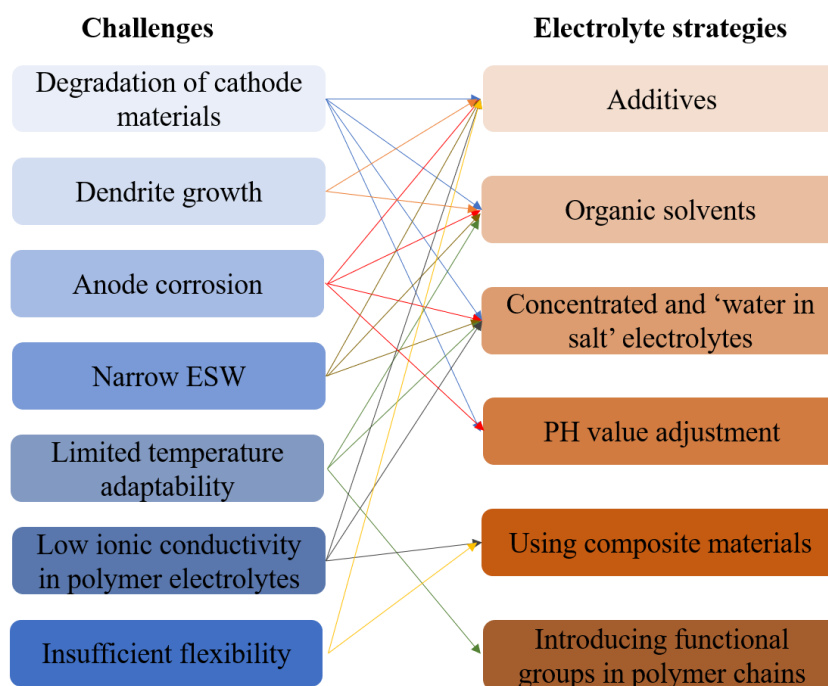 Challenges
Electrolyte strategies
Degradation of cathode
materials
Additives
Dendrite growth
Organic solvents
Anode corrosion
Concentrated and ‘water in
salt’ electrolytes
Narrow ESW
PH value adjustment
Limited temperature
adaptability
Using composite materials
Low ionic conductivity
in polymer electrolytes
Insufficient flexibility
Introducing functional
groups in polymer chains